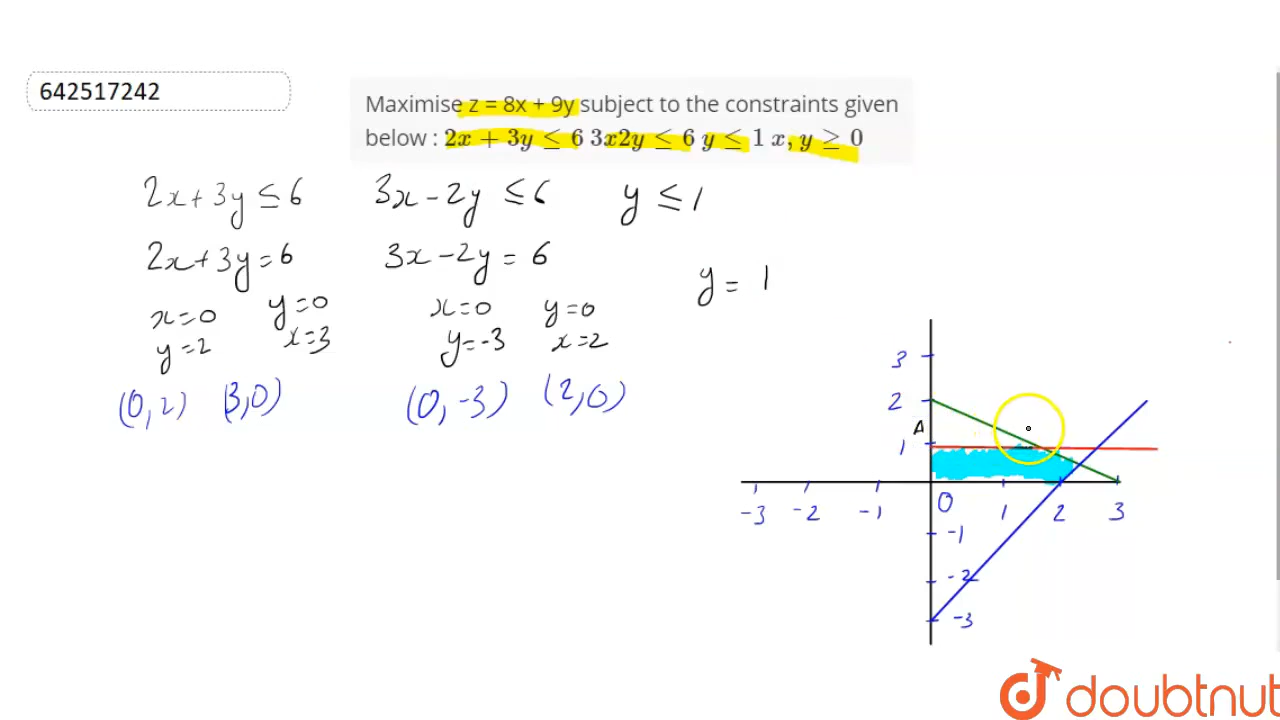 642517242
Maximise z = 8x + 9y subject to the constraints given
below : 2x + 3y ≤ 6 3x2y ≤ 6 y ≤ 1 x, y ≥ 0
2x + 3y ≤ 6 3x - 2y ≤ 6 y ≤ 1
2x + 3y = 6 3x - 2y = 6 y = 1
x=0 y=0 x=0 y=0
y=2 x=3 y=-3 x=2
(0,2) (3,0) (0,-3) (2,0)
3
2
A
1
-3 -2 -1 0 1 2 3
-1
-2
-3
doubtnut